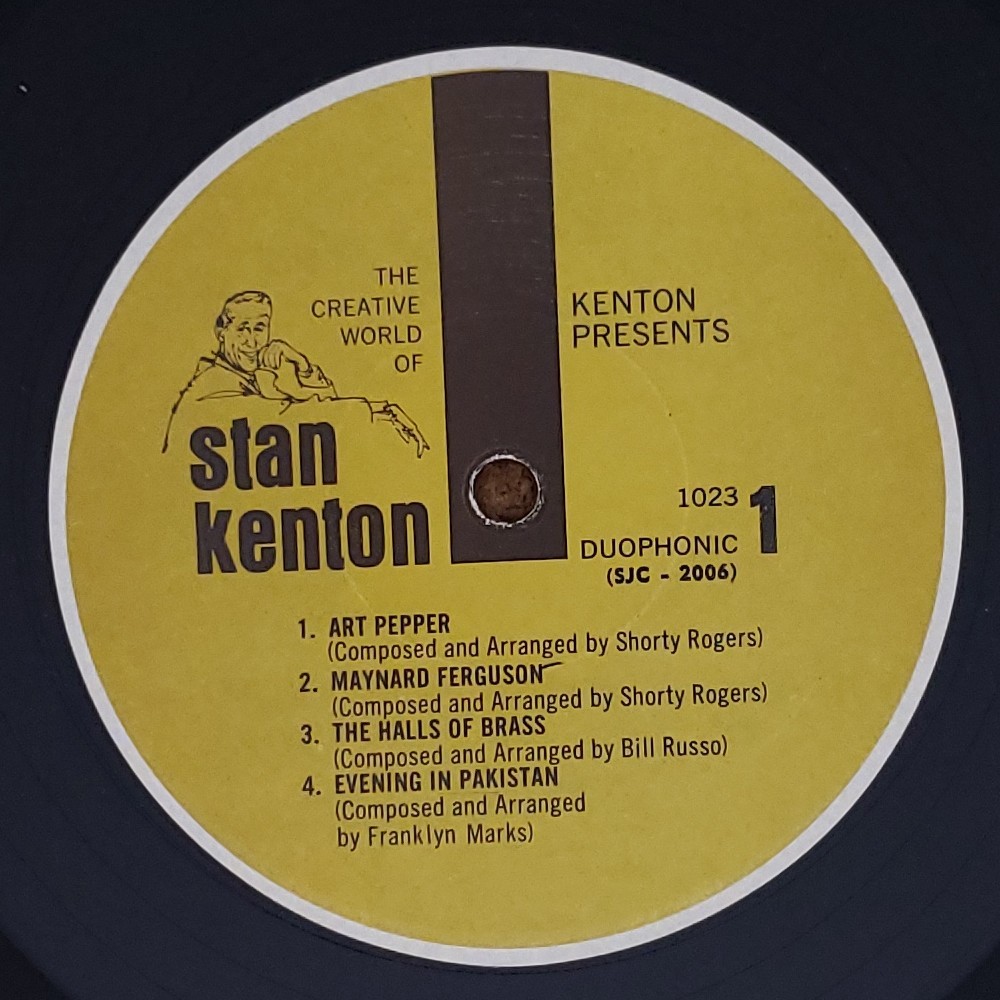 THE
CREATIVE
WORLD
OF
stan
kenton
KENTON
PRESENTS
1023 1
DUOPHONIC
(SJC - 2006)
1. ART PEPPER
(Composed and Arranged by Shorty Rogers)
2. MAYNARD FERGUSON
(Composed and Arranged by Shorty Rogers)
3. THE HALLS OF BRASS
(Composed and Arranged by Bill Russo)
4. EVENING IN PAKISTAN
(Composed and Arranged
by Franklyn Marks)